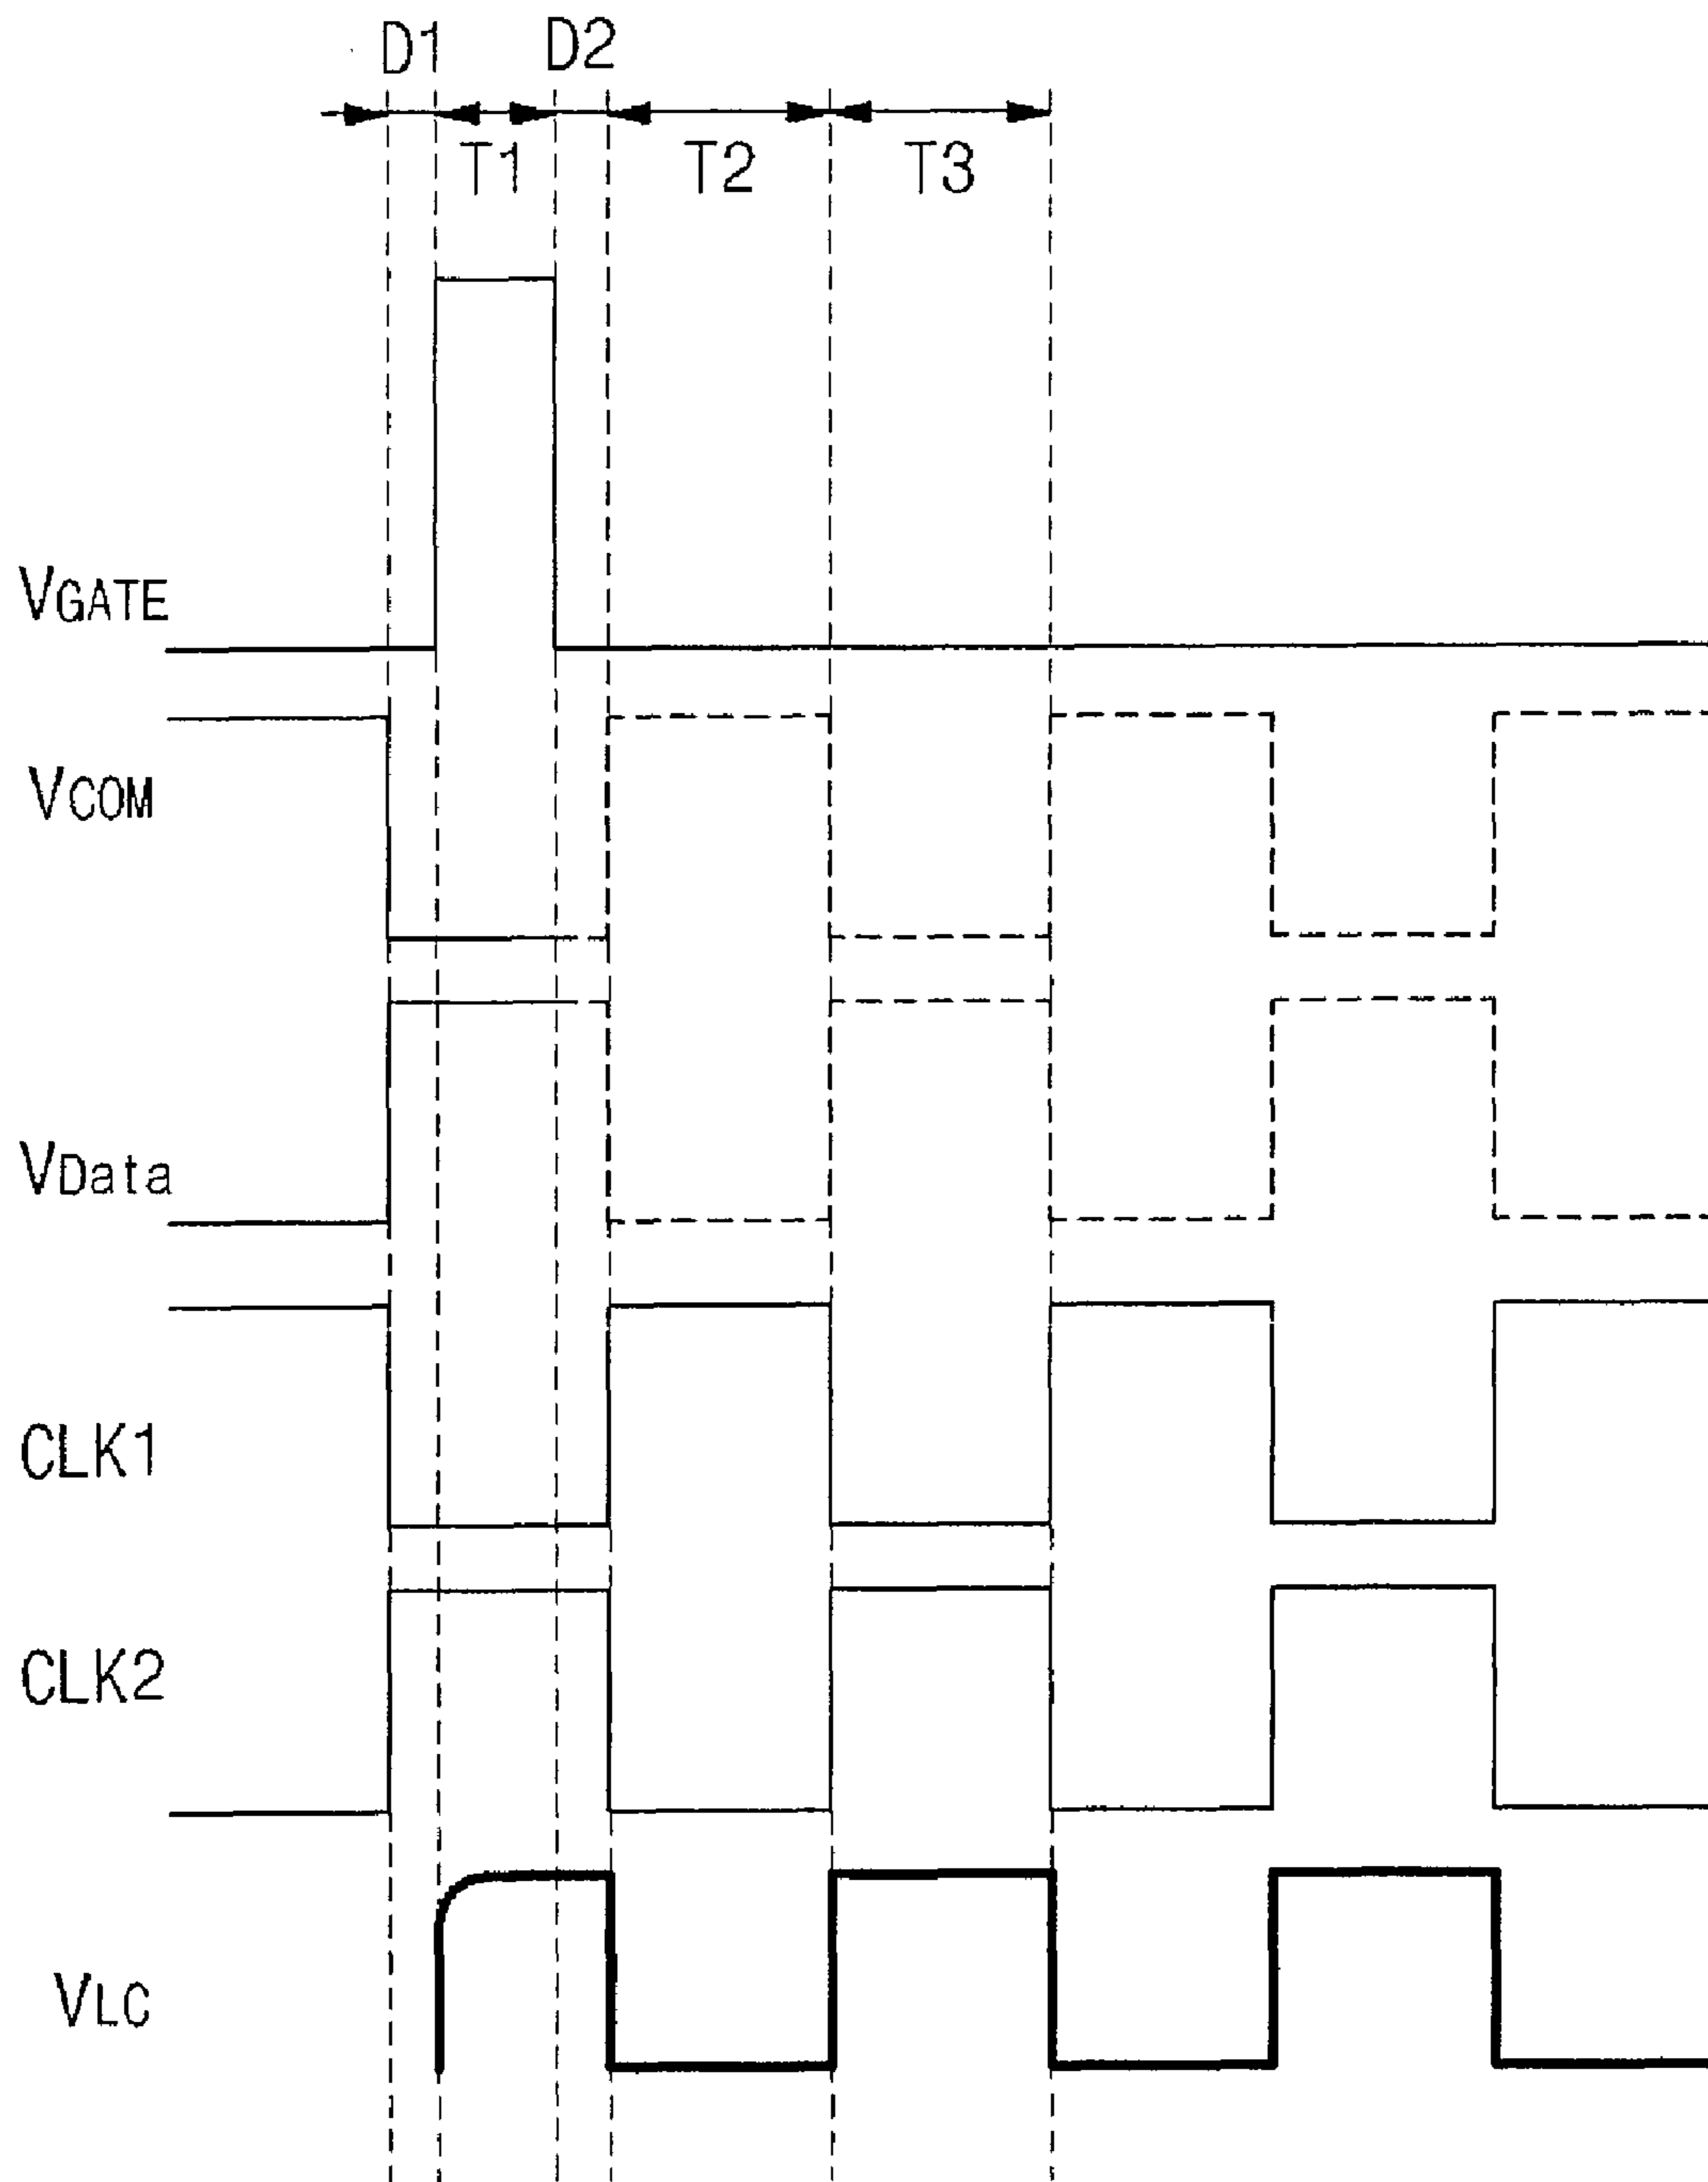 D1 D2
T1 T2 T3
VGATE
VCOM
VData
CLK1
CLK2
VLC